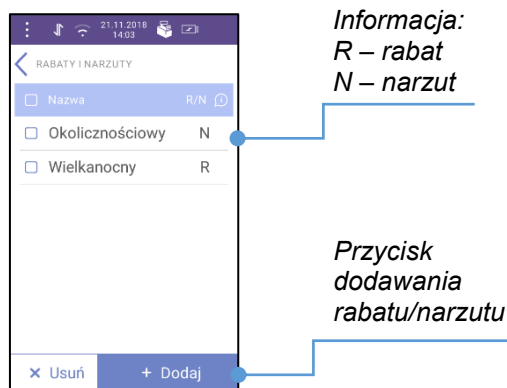 21.11.2018
14:03
RABATY I NARZUTY
Nazwa R/N
Okolicznościowy N
Wielkanocny R
× Usuń + Dodaj
Informacja:
R – rabat
N – narzut
Przycisk
dodawania
rabatu/narzutu